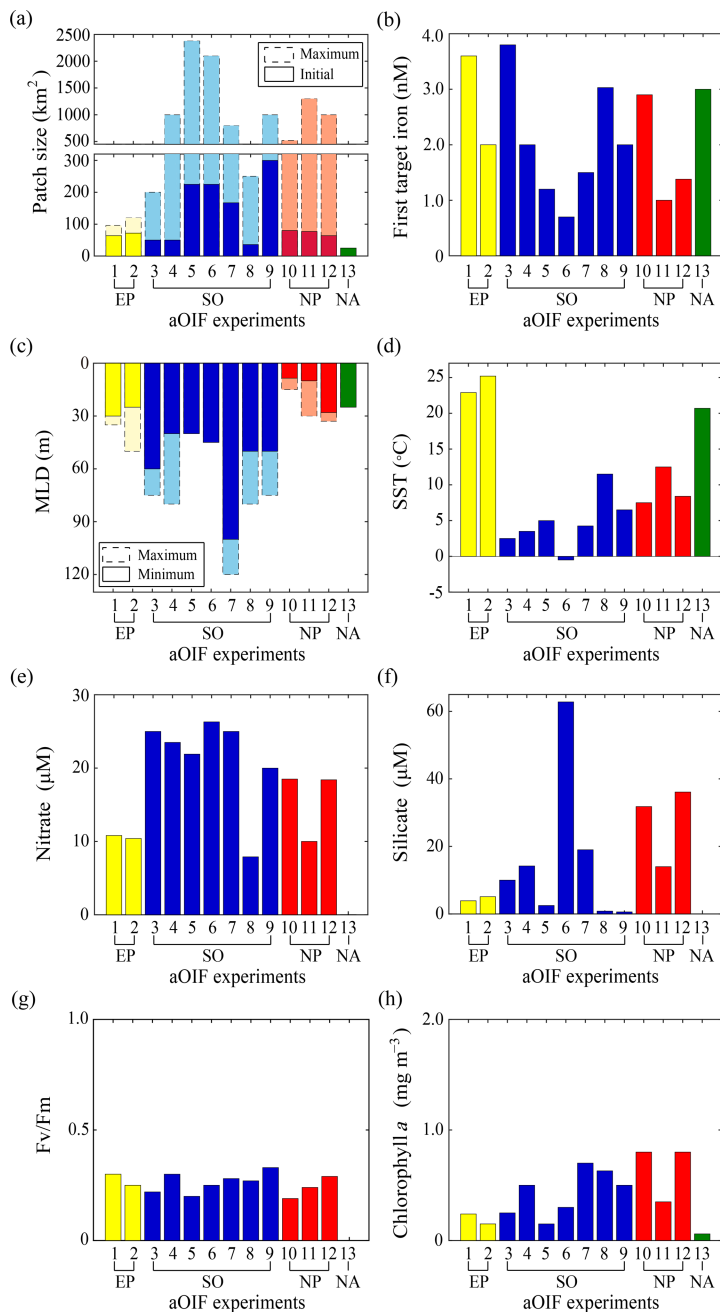 (a)
Patch size (km²)
2500
2000
1500
1000
500
300
200
100
0
Maximum
Initial
1 2 3 4 5 6 7 8 9 10 11 12 13
EP SO NP NA
aOIF experiments
(b)
First target iron (nM)
4.0
3.0
2.0
1.0
0
1 2 3 4 5 6 7 8 9 10 11 12 13
EP SO NP NA
aOIF experiments
(c)
MLD (m)
0
30
60
90
120
Maximum
Minimum
1 2 3 4 5 6 7 8 9 10 11 12 13
EP SO NP NA
aOIF experiments
(d)
SST (°C)
25
20
15
10
5
0
-5
1 2 3 4 5 6 7 8 9 10 11 12 13
EP SO NP NA
aOIF experiments
(e)
Nitrate (μM)
30
20
10
0
1 2 3 4 5 6 7 8 9 10 11 12 13
EP SO NP NA
aOIF experiments
(f)
Silicate (μM)
60
40
20
0
1 2 3 4 5 6 7 8 9 10 11 12 13
EP SO NP NA
aOIF experiments
(g)
Fv/Fm
1.0
0.5
0
1 2 3 4 5 6 7 8 9 10 11 12 13
EP SO NP NA
aOIF experiments
(h)
Chlorophyll a (mg m⁻³)
2.0
1.0
0
1 2 3 4 5 6 7 8 9 10 11 12 13
EP SO NP NA
aOIF experiments